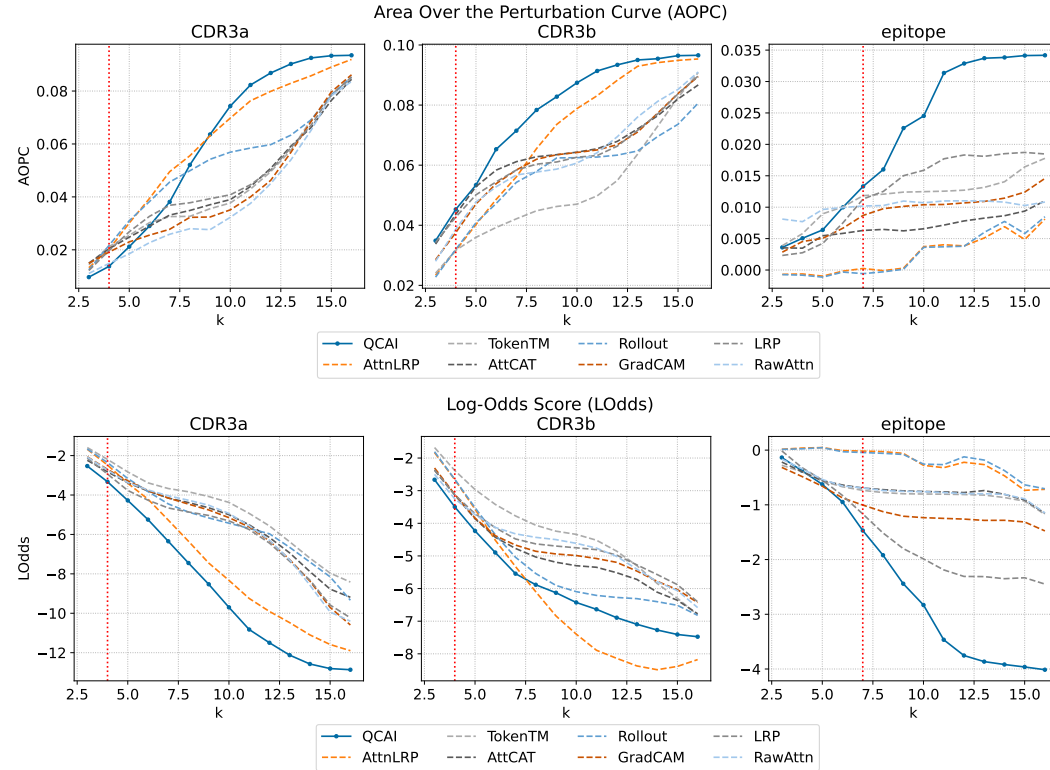 Area Over the Perturbation Curve (AOPC)
CDR3a CDR3b epitope
0.02 0.04 0.06 0.08
AOPC
2.5 5.0 7.5 10.0 12.5 15.0
k
0.02 0.04 0.06 0.08 0.10
2.5 5.0 7.5 10.0 12.5 15.0
k
0.000 0.005 0.010 0.015 0.020 0.025 0.030 0.035
2.5 5.0 7.5 10.0 12.5 15.0
k
QCAI TokenTM Rollout LRP
AttnLRP AttCAT GradCAM RawAttn
Log-Odds Score (LOdds)
CDR3a CDR3b epitope
−2 −4 −6 −8 −10 −12
LOdds
2.5 5.0 7.5 10.0 12.5 15.0
k
−2 −3 −4 −5 −6 −7 −8
2.5 5.0 7.5 10.0 12.5 15.0
k
0 −1 −2 −3 −4
2.5 5.0 7.5 10.0 12.5 15.0
k
QCAI TokenTM Rollout LRP
AttnLRP AttCAT GradCAM RawAttn